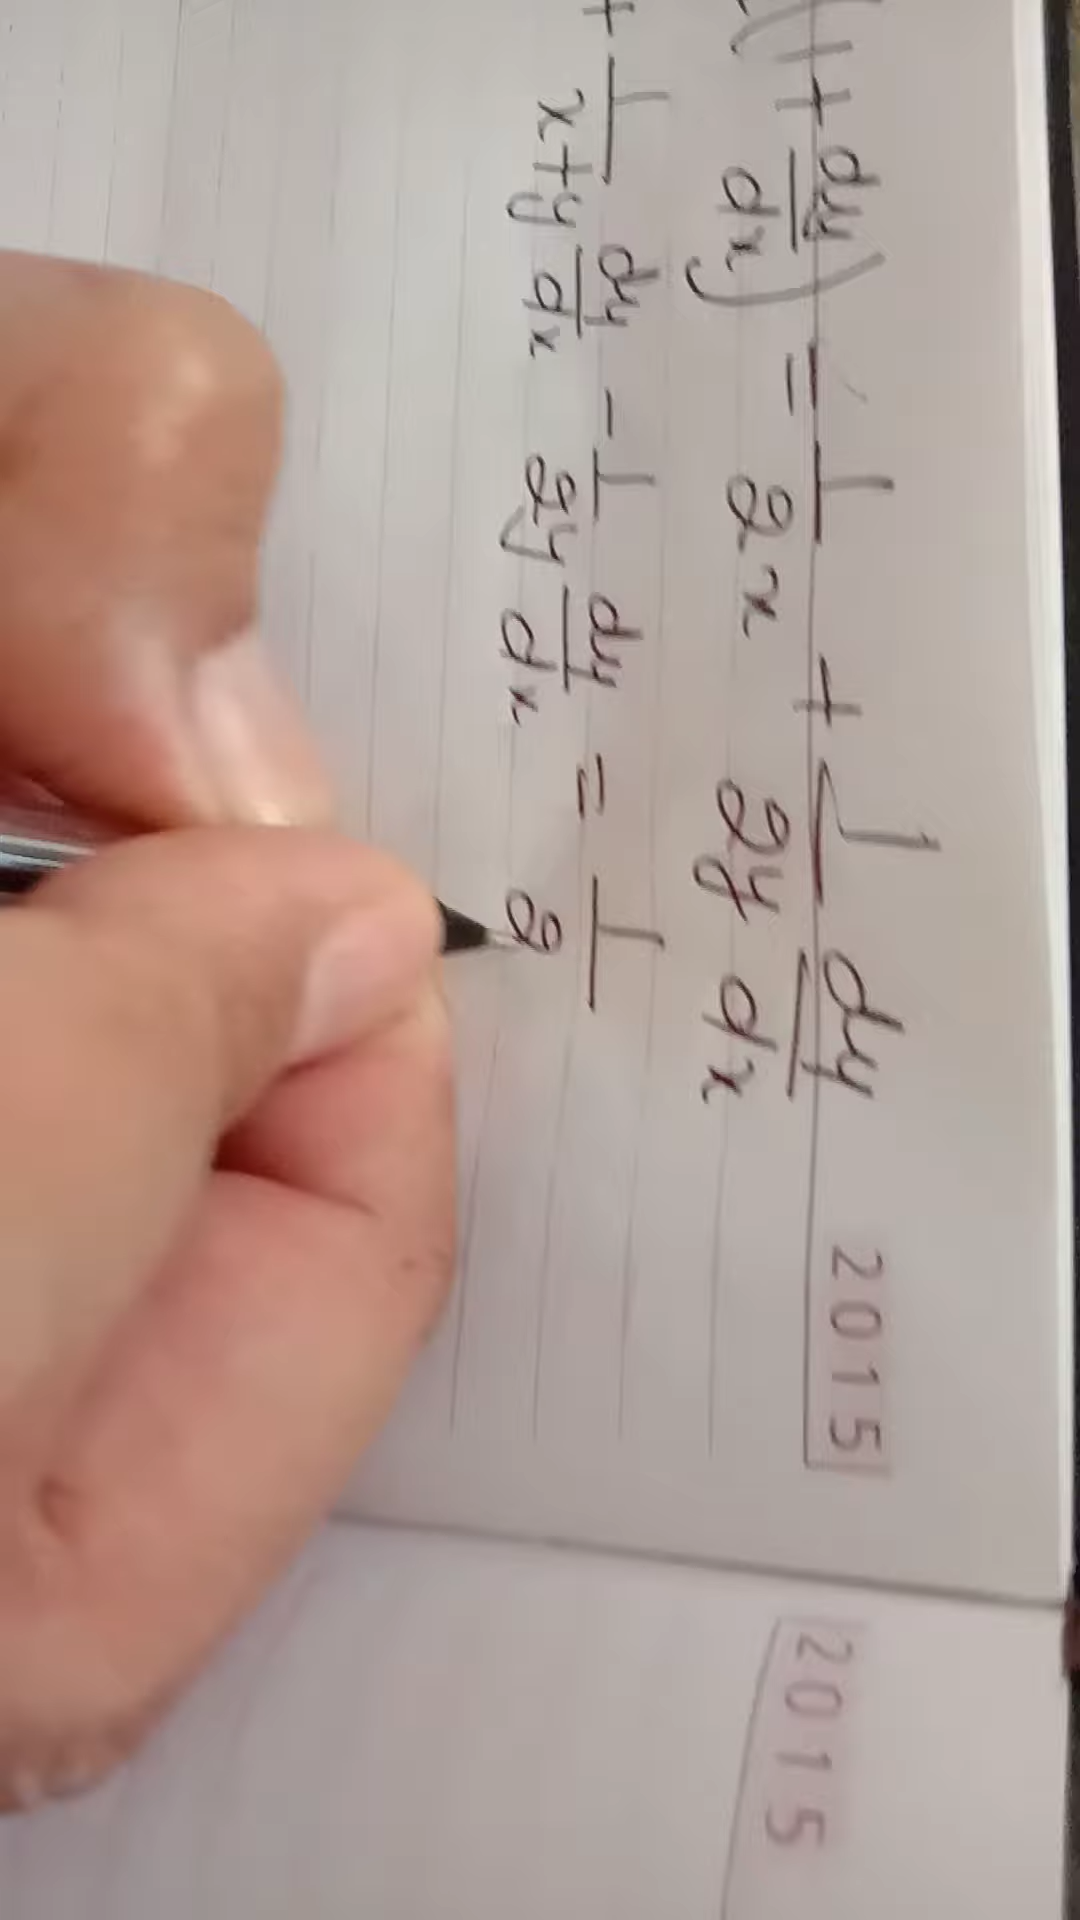 (1 + dy/dx) = 1/2x + 1/2y dy/dx
+ 1/x+y dy/dx - 1/2y dy/dx = 1/2
2015
2015